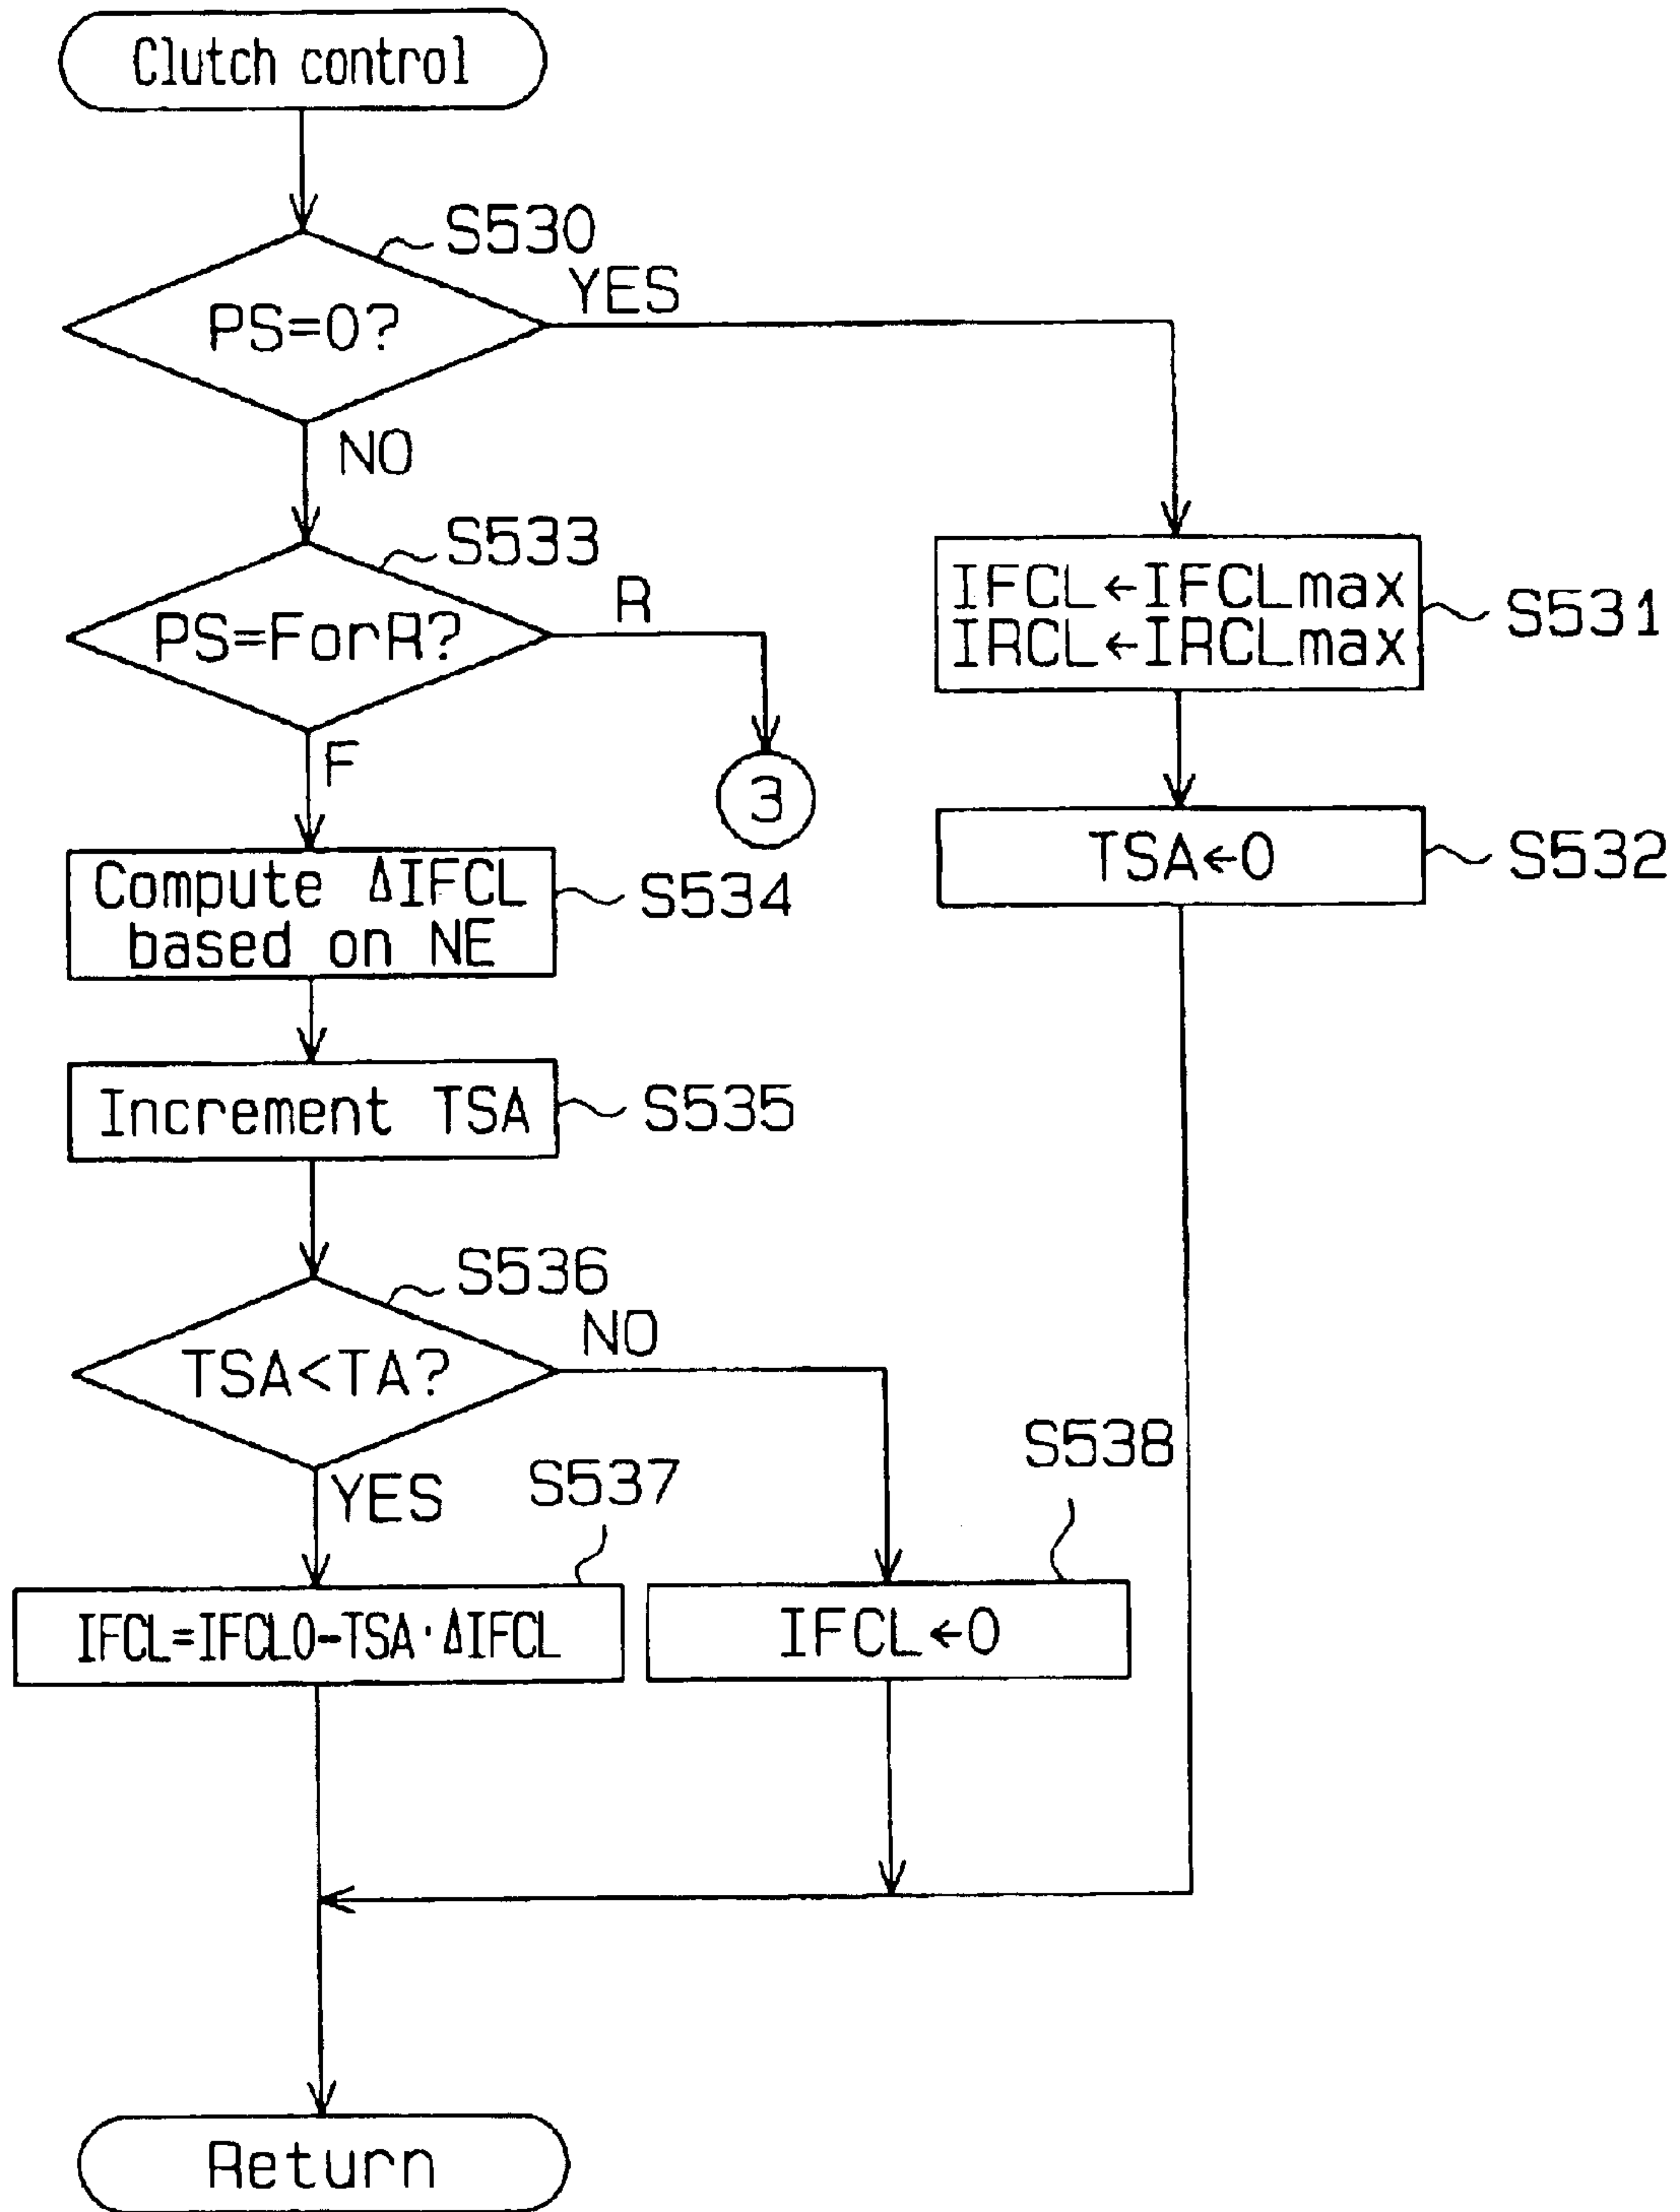 Clutch control
S530
PS=0?
YES
NO
S533
PS=ForR?
R
F
3
IFCL←IFCLmax
IRCL←IRCLmax
S531
TSA←0
S532
Compute ΔIFCL
based on NE
S534
Increment TSA
S535
S536
TSA<TA?
NO
YES
S537
S538
IFCL=IFCL0-TSA·ΔIFCL
IFCL←0
Return